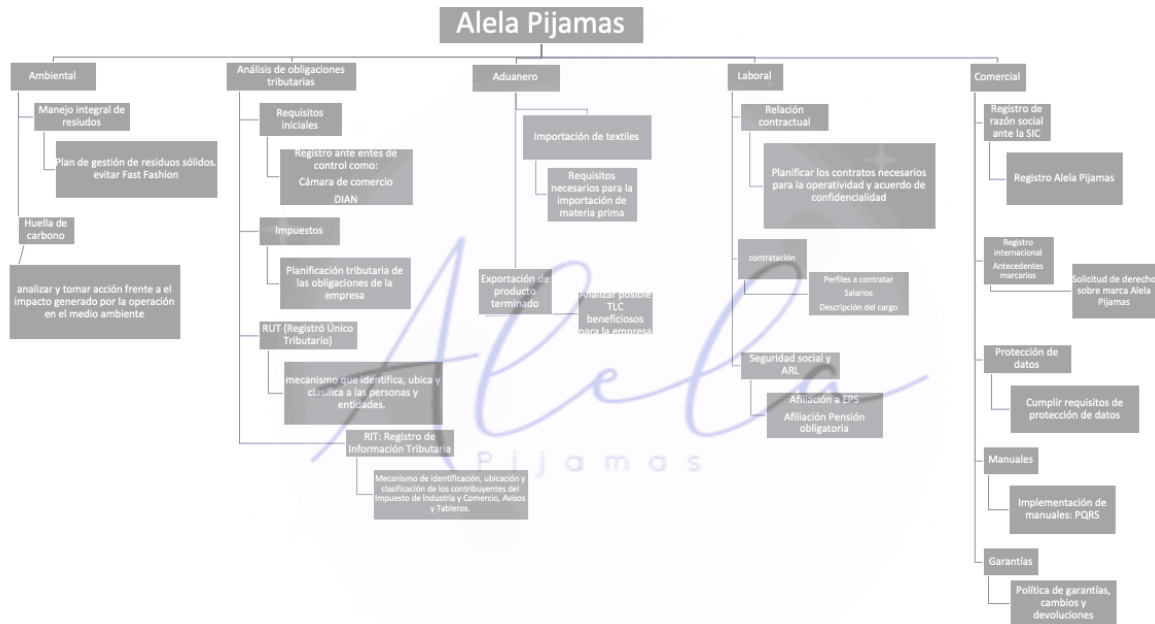 Alela Pijamas
Ambiental
Manejo integral de
resiudos
Plan de gestión de residuos sólidos.
evitar Fast Fashion
Huella de
carbono
analizar y tomar acción frente a el
impacto generado por la operación
en el medio ambiente
Análisis de obligaciones
tributarias
Requisitos
iniciales
Registro ante entes de
control como:
Cámara de comercio
DIAN
Impuestos
Planificación tributaria de
las obligaciones de la
empresa
RUT (Registró Único
Tributario)
mecanismo que identifica, ubica y
clasifica a las personas y
entidades.
RIT: Registro de
Información Tributaria
Mecanismo de identificación, ubicación y
clasificación de los contribuyentes del
Impuesto de Industria y Comercio, Avisos
y Tableros.
Aduanero
Importación de textiles
Requisitos
necesarios para la
importación de
materia prima
Exportación de
producto
terminado
Analizar posible
TLC
beneficiosos
para la empresa
Laboral
Relación
contractual
Planificar los contratos necesarios
para la operatividad y acuerdo de
confidencialidad
contratación
Perfiles a contratar
Salarios
Descripción del cargo
Seguridad social y
ARL
Afiliación a EPS
Afiliación Pensión
obligatoria
Comercial
Registro de
razón social
ante la SIC
Registro Alela Pijamas
Registro
internacional
Antecedentes
marcarios
Solicitud de derecho
sobre marca Alela
Pijamas
Protección de
datos
Cumplir requisitos de
protección de datos
Manuales
Implementación de
manuales: PQRS
Garantías
Política de garantías,
cambios y
devoluciones
Alela
Pijamas